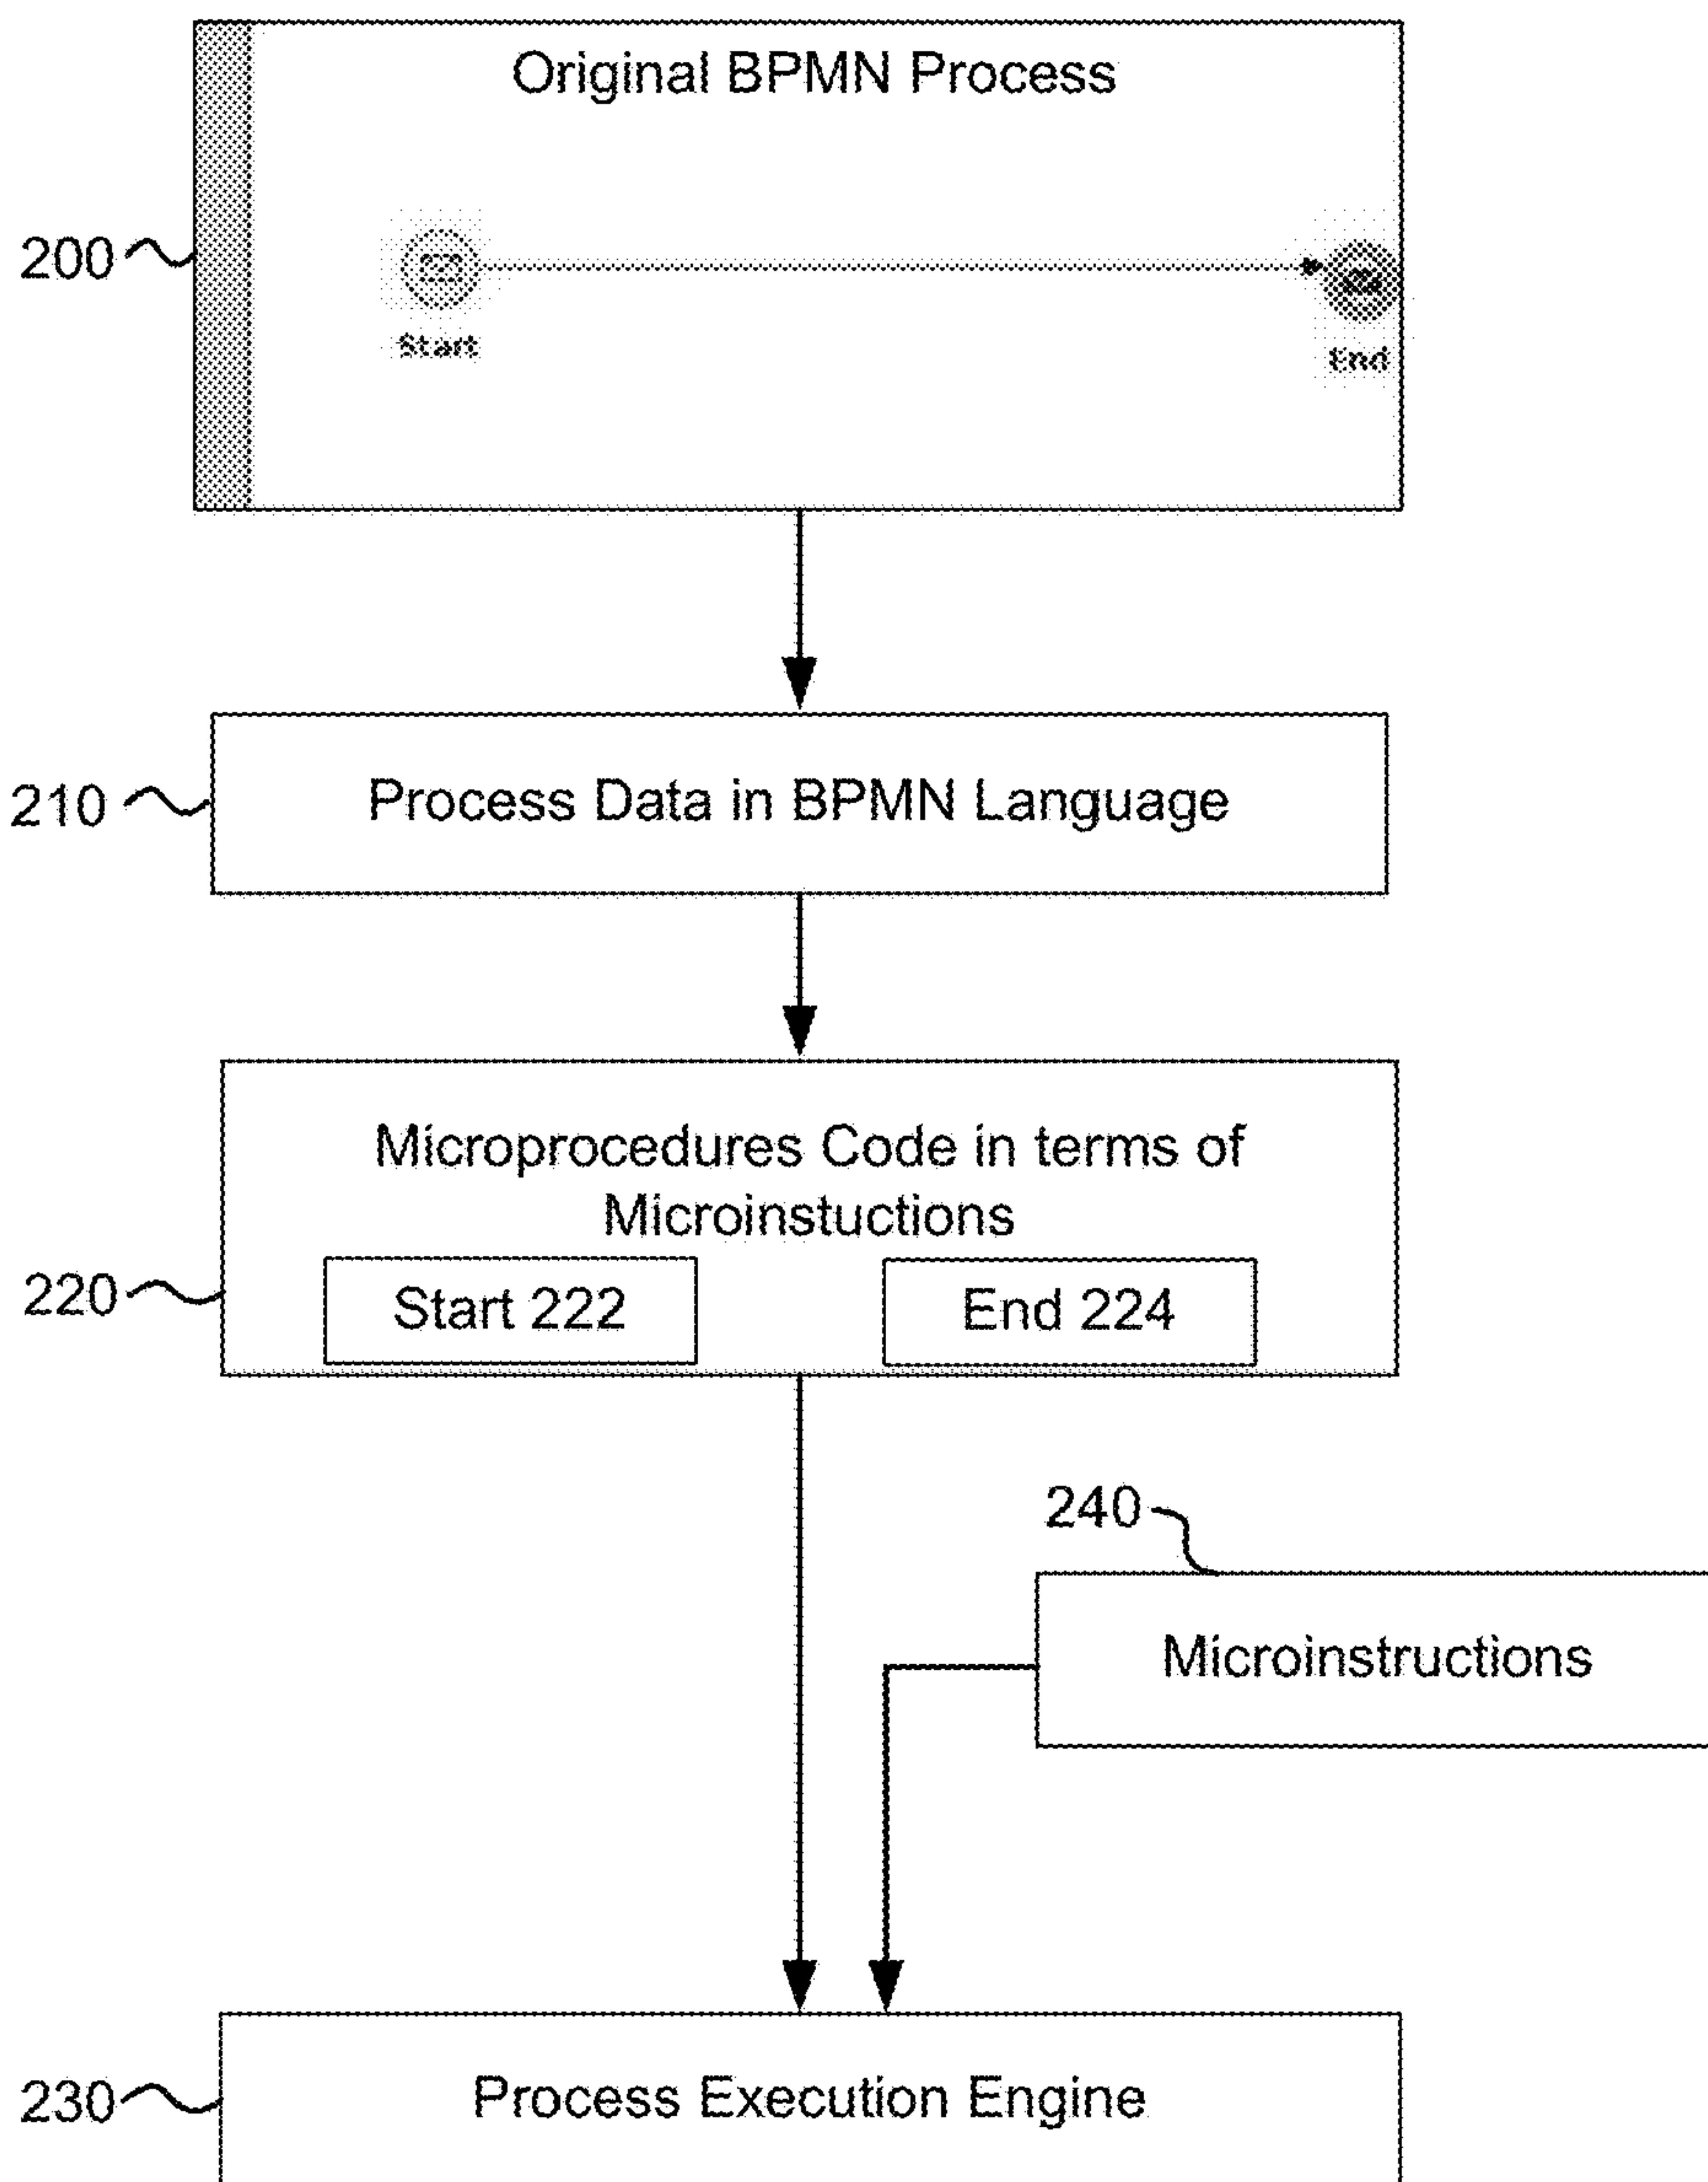 Original BPMN Process
200
Start
End
210
Process Data in BPMN Language
Microprocedures Code in terms of
Microinstuctions
220
Start 222
End 224
240
Microinstructions
230
Process Execution Engine